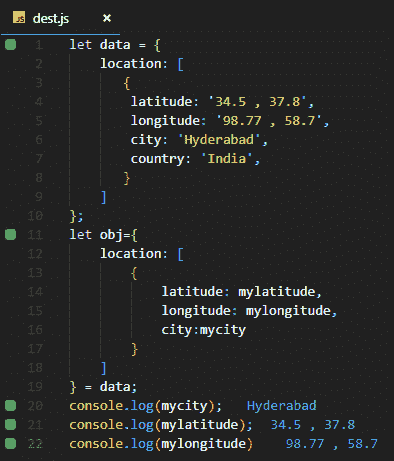 JS dest.js ×
1 let data = {
2 location: [
3 {
4 latitude: '34.5 , 37.8',
5 longitude: '98.77 , 58.7',
6 city: 'Hyderabad',
7 country: 'India',
8 }
9 ]
10 };
11 let obj={
12 location: [
13 {
14 latitude: mylatitude,
15 longitude: mylongitude,
16 city:mycity
17 }
18 ]
19 } = data;
20 console.log(mycity); Hyderabad
21 console.log(mylatitude); 34.5 , 37.8
22 console.log(mylongitude) 98.77 , 58.7